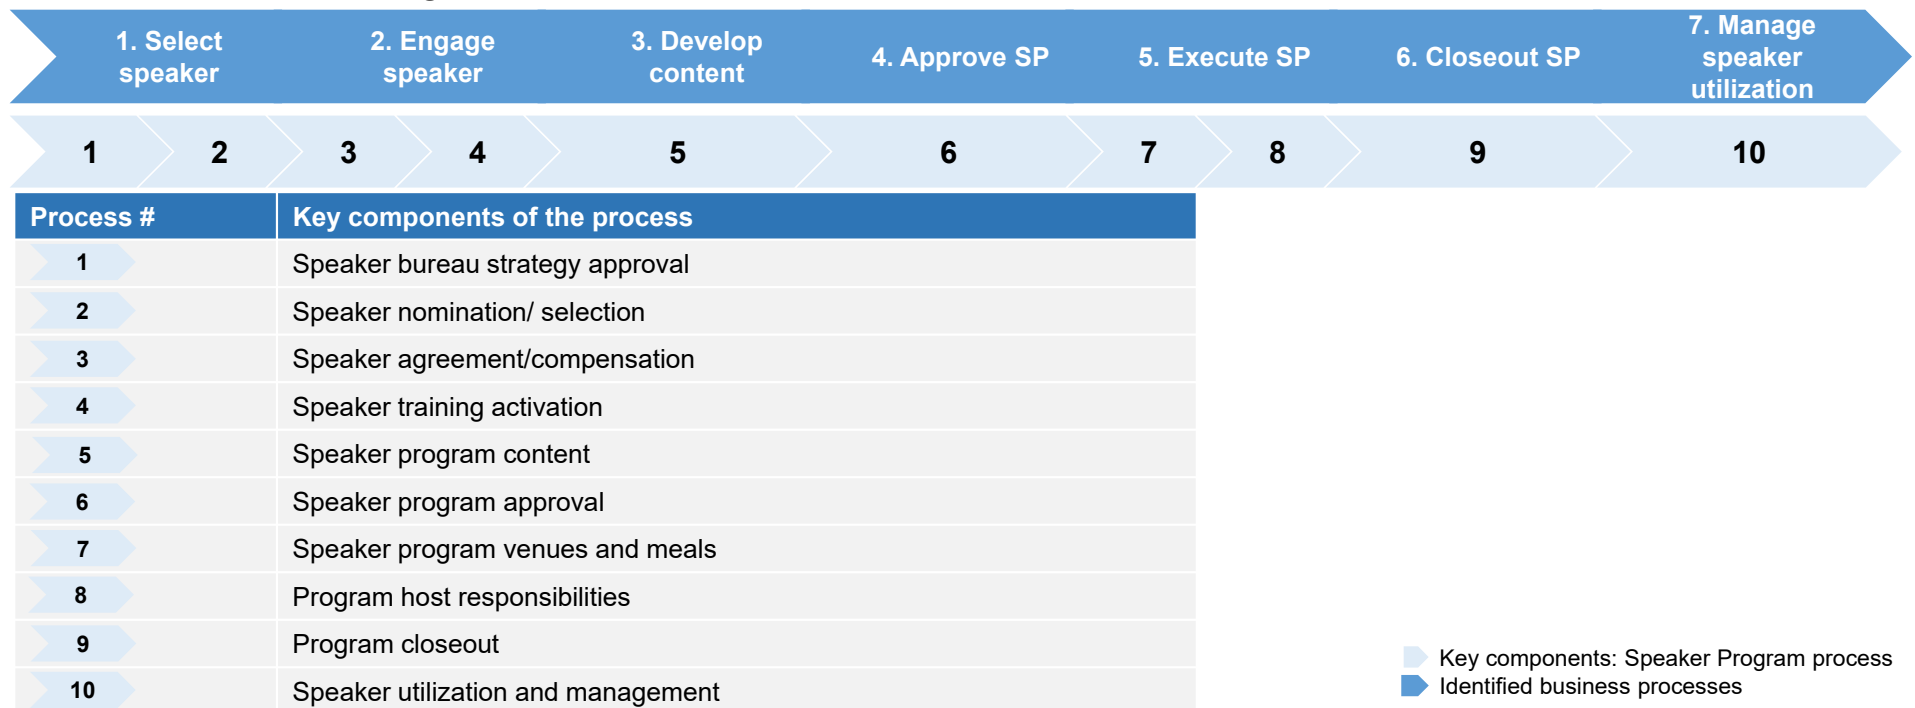 1. Select
speaker
2. Engage
speaker
3. Develop
content
4. Approve SP
5. Execute SP
6. Closeout SP
7. Manage
speaker
utilization
1 2 3 4 5 6 7 8 9 10
Process # Key components of the process
1 Speaker bureau strategy approval
2 Speaker nomination/ selection
3 Speaker agreement/compensation
4 Speaker training activation
5 Speaker program content
6 Speaker program approval
7 Speaker program venues and meals
8 Program host responsibilities
9 Program closeout
10 Speaker utilization and management
Key components: Speaker Program process
Identified business processes